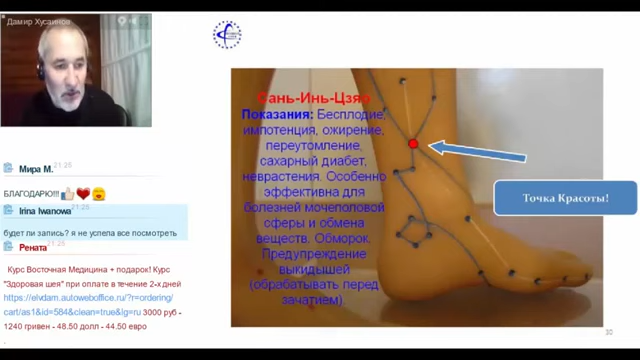 Дамир Хусаинов
Сань-Инь-Цзяо
Показания: Бесплодие,
импотенция, ожирение,
переутомление,
сахарный диабет,
неврастения. Особенно
эффективна для
болезней мочеполовой
сферы и обмена
веществ. Обморок.
Предупреждение
выкидышей
(обрабатывать перед
зачатием).
Точка Красоты!
30
Мира М. 21:25
БЛАГОДАРЮ!!!
Irina Iwanowa 21:25
будет ли запись? я не успела все посмотреть
Рената 21:25
Курс Восточная Медицина + подарок! Курс
"Здоровая шея" при оплате в течение 2-х дней
https://elvdam.autoweboffice.ru/?r=ordering/
cart/as1&id=584&clean=true&lg=ru 3000 руб -
1240 гривен - 48.50 долл - 44.50 евро